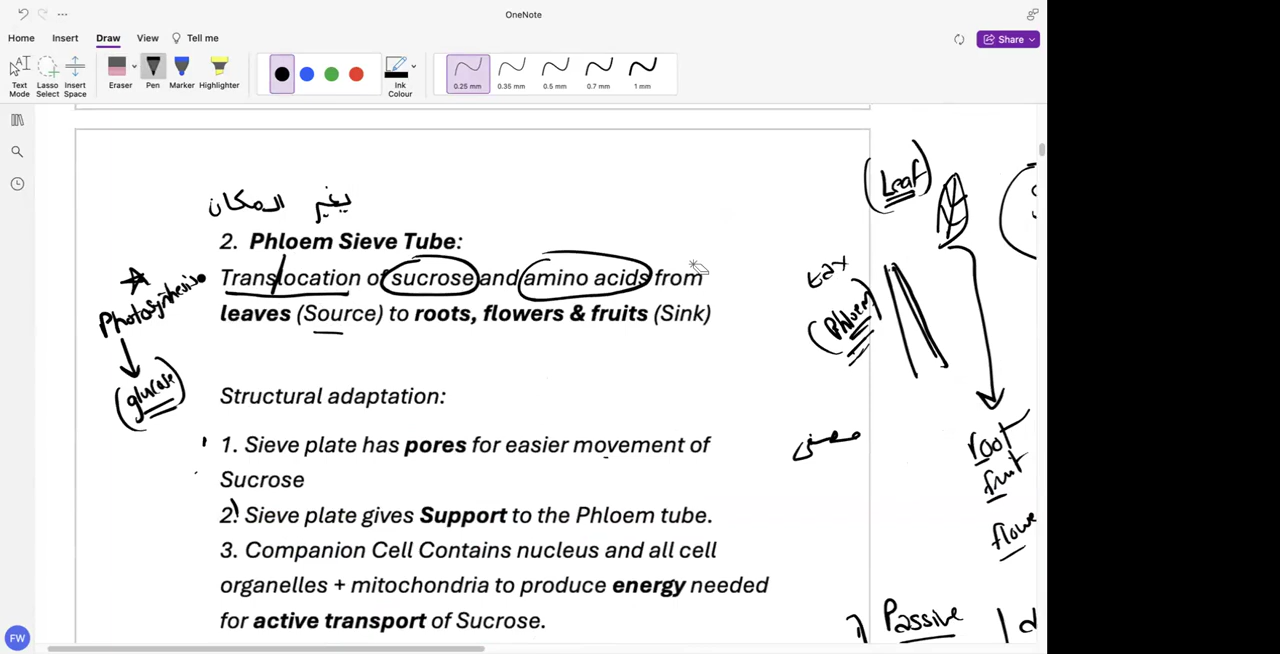 OneNote
Home Insert Draw View Tell me
Share
Text Mode
Lasso Select
Insert Space
Eraser
Pen
Marker
Highlighter
Ink Colour
0.25 mm
0.35 mm
0.5 mm
0.7 mm
1 mm
يغير المكان
2. Phloem Sieve Tube:
Translocation of sucrose and amino acids from
leaves (Source) to roots, flowers & fruits (Sink)
Photosynthesis
glucose
Structural adaptation:
1. Sieve plate has pores for easier movement of
Sucrose
2. Sieve plate gives Support to the Phloem tube.
3. Companion Cell Contains nucleus and all cell
organelles + mitochondria to produce energy needed
for active transport of Sucrose.
(Leaf)
(Phloem)
root
fruit
flowe
1) Passive
FW